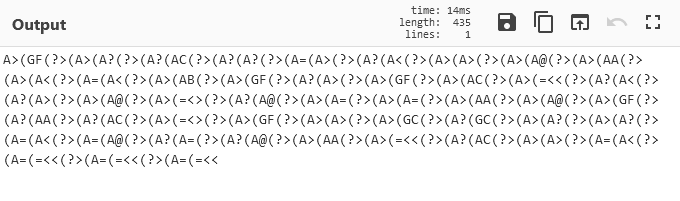 Output
time: 14ms
length: 435
lines: 1
A>(GF(?>(A>(A?(?>(A?(AC(?>(A?(A?(?>(A=(A>(?>(A?(A<(?>(A>(A>(?>(A>(A@(?>(A>(AA(?>
(A>(A<(?>(A=(A<(?>(A>(AB(?>(A>(GF(?>(A?(A>(?>(A>(GF(?>(A>(AC(?>(A>(=<<(?>(A?(A<(?>
(A?(A>(?>(A>(A@(?>(A>(=<>(?>(A?(A@(?>(A>(A=(?>(A>(A=(?>(A>(AA(?>(A>(A@(?>(A>(GF(?>
(A?(AA(?>(A?(AC(?>(A>(=<>(?>(A>(GF(?>(A>(A>(?>(A>(GC(?>(A?(GC(?>(A>(A?(?>(A>(A?(?>
(A=(A<(?>(A=(A@(?>(A?(A=(?>(A?(A@(?>(A>(AA(?>(A>(=<<(?>(A?(AC(?>(A>(A>(?>(A=(A<(?>
(A=(=<<(?>(A=(=<<(?>(A=(=<<